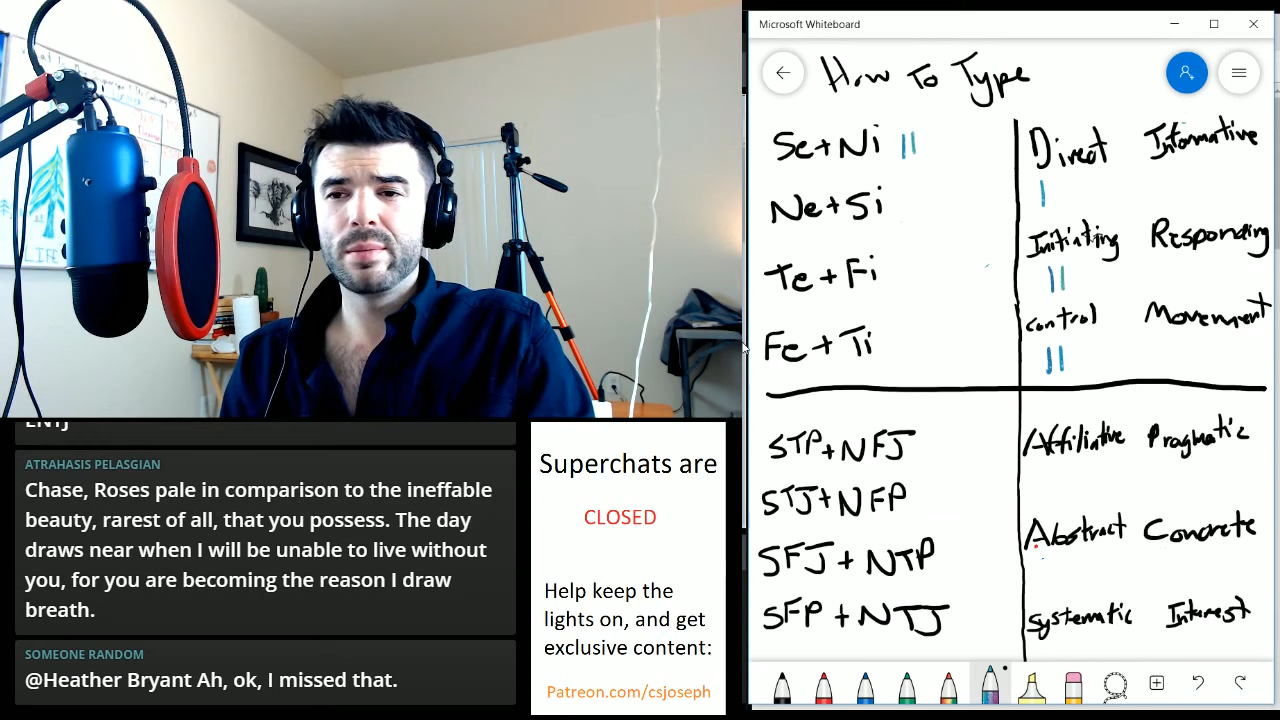 Microsoft Whiteboard
How To Type
Se+Ni
Ne+Si
Te + Fi
Fe + Ti
Direct Informative
Initiating Responding
control Movement
STP+NFJ
STJ+NFP
SFJ + NTP
SFP + NTJ
Affiliative Pragmatic
Abstract Concrete
Systematic Interest
LIFE
ENTJ
ATRAHASIS PELASGIAN
Chase, Roses pale in comparison to the ineffable
beauty, rarest of all, that you possess. The day
draws near when I will be unable to live without
you, for you are becoming the reason I draw
breath.
SOMEONE RANDOM
@Heather Bryant Ah, ok, I missed that.
Superchats are
CLOSED
Help keep the
lights on, and get
exclusive content:
Patreon.com/csjoseph